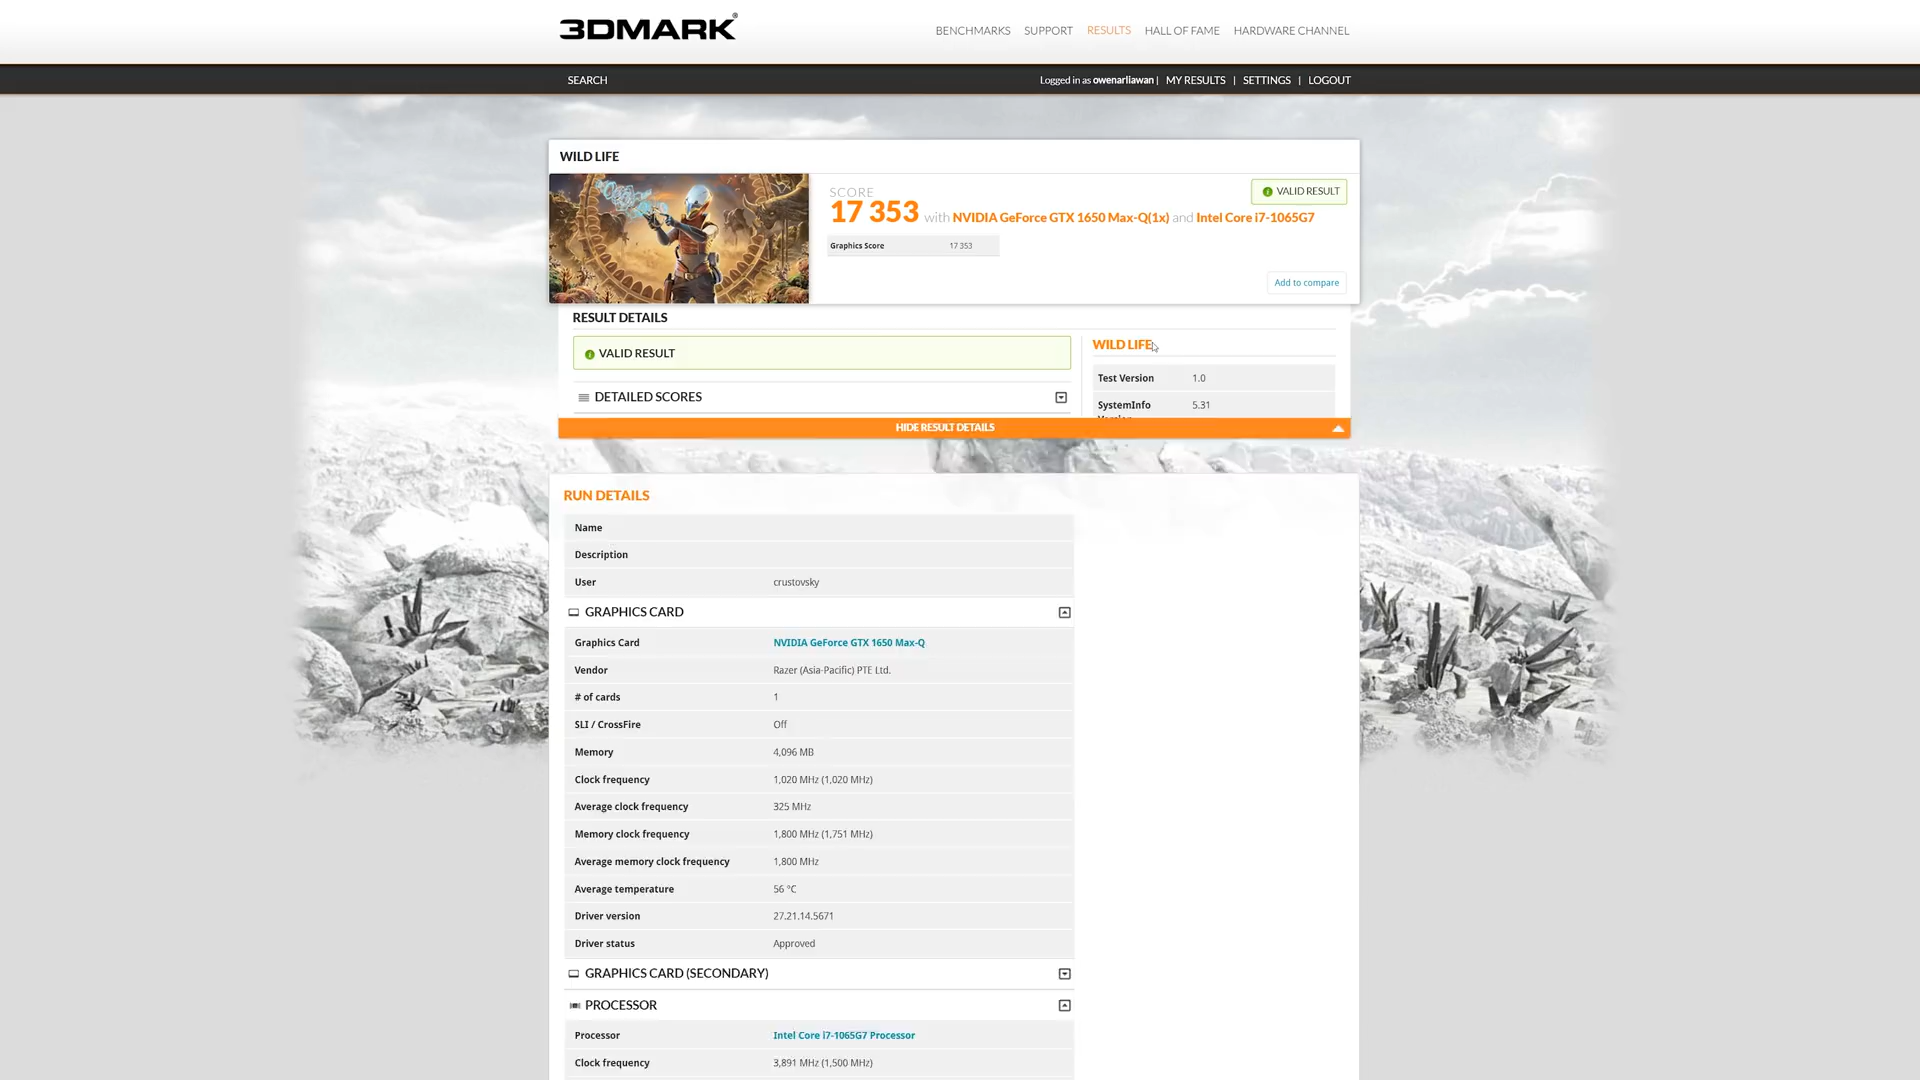 3DMARK®
BENCHMARKS SUPPORT RESULTS HALL OF FAME HARDWARE CHANNEL
SEARCH
Logged in as owenarliawan | MY RESULTS | SETTINGS | LOGOUT
WILD LIFE
SCORE
VALID RESULT
17 353 with NVIDIA GeForce GTX 1650 Max-Q(1x) and Intel Core i7-1065G7
Graphics Score 17 353
Add to compare
RESULT DETAILS
VALID RESULT
DETAILED SCORES
WILD LIFE
Test Version 1.0
SystemInfo 5.31
HIDE RESULT DETAILS
RUN DETAILS
Name
Description
User crustovsky
GRAPHICS CARD
Graphics Card NVIDIA GeForce GTX 1650 Max-Q
Vendor Razer (Asia-Pacific) PTE Ltd.
# of cards 1
SLI / CrossFire Off
Memory 4,096 MB
Clock frequency 1,020 MHz (1,020 MHz)
Average clock frequency 325 MHz
Memory clock frequency 1,800 MHz (1,751 MHz)
Average memory clock frequency 1,800 MHz
Average temperature 56 °C
Driver version 27.21.14.5671
Driver status Approved
GRAPHICS CARD (SECONDARY)
PROCESSOR
Processor Intel Core i7-1065G7 Processor
Clock frequency 3,891 MHz (1,500 MHz)